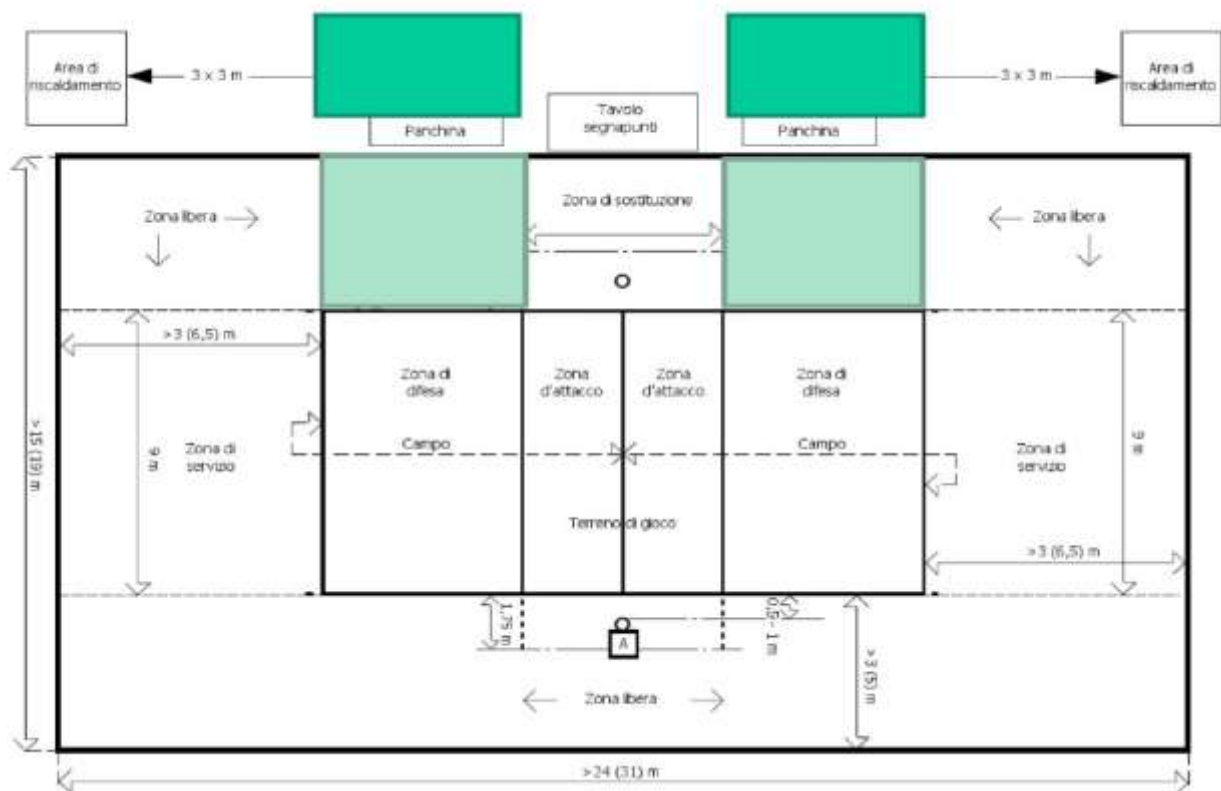 Area di
riscaldamento
3 x 3 m
3 x 3 m
Area di
riscaldamento
Panchina
Tavolo
segnapunti
Panchina
Zona libera
Zona di sostituzione
Zona libera
>3 (6,5) m
Zona di
difesa
Zona
d'attacco
Zona
d'attacco
Zona di
difesa
>15 (19) m
9 m
Zona di
servizio
Campo
Campo
Zona di
servizio
9 m
Terreno di gioco
>3 (6,5) m
1,75 m
A
0,5 - 1 m
>3 (5) m
Zona libera
>24 (31) m